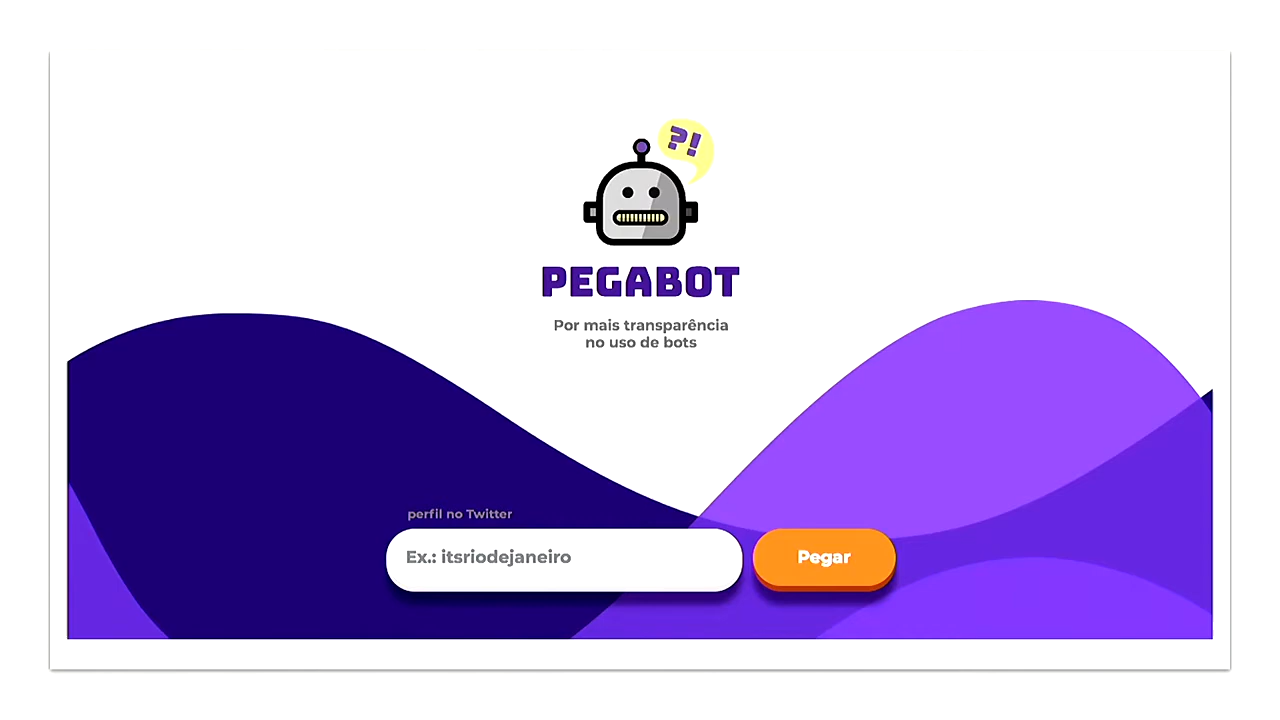 ?!
PEGABOT
Por mais transparência
no uso de bots
perfil no Twitter
Ex.: itsriodejaneiro
Pegar